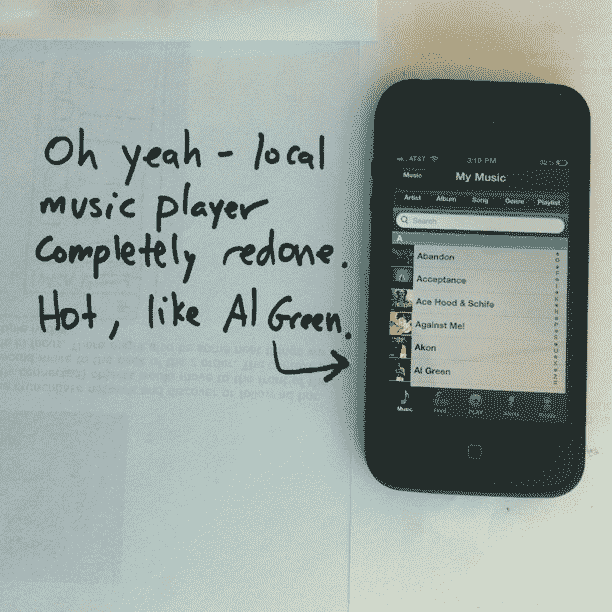 Oh yeah - local
music player
completely redone.
Hot, like Al Green.
AT&T 3:19 PM
Music My Music
Artist Album Song Genre Playlist
Search
A
Abandon
Acceptance
Ace Hood & Schife
Against Me!
Akon
Al Green
Music Feed PLAY